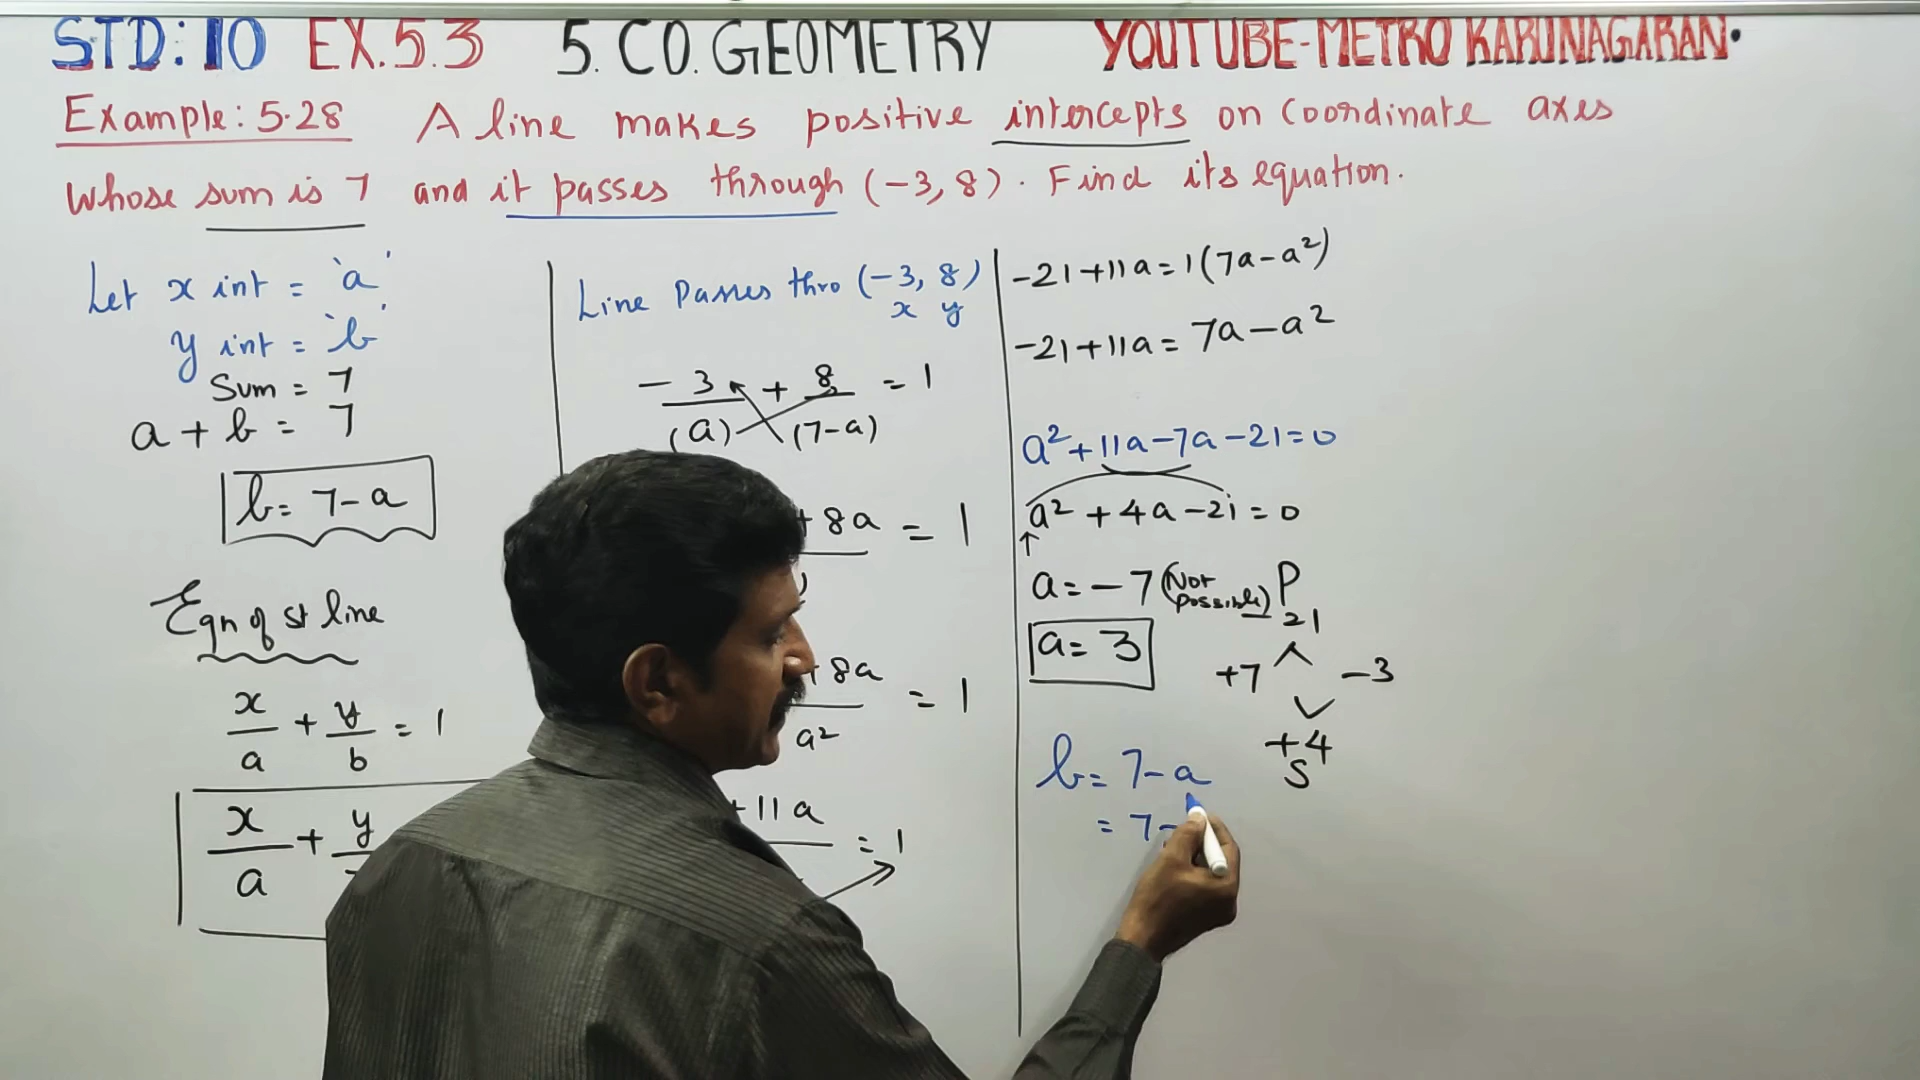 STD: 10 EX.5.3 5. CO. GEOMETRY YOUTUBE-METRO KARUNAGARAN.
Example: 5.28 A line makes positive intercepts on coordinate axes
whose sum is 7 and it passes through (-3, 8). Find its equation.
Let x int = 'a'
y int = 'b'
Sum = 7
a + b = 7
b = 7-a
Eqn of st line
x/a + y/b = 1
x/a + y
Line Passes thro (-3, 8)
x y
-3/(a) + 8/(7-a) = 1
+ 8a = 1
+ 8a / a² = 1
+11a = 1
-21+11a = 1(7a-a²)
-21+11a = 7a-a²
a²+11a-7a-21=0
a²+4a-21=0
a = -7 (Not possible) P
21
a = 3
+7 -3
+4
S
b = 7-a
= 7-